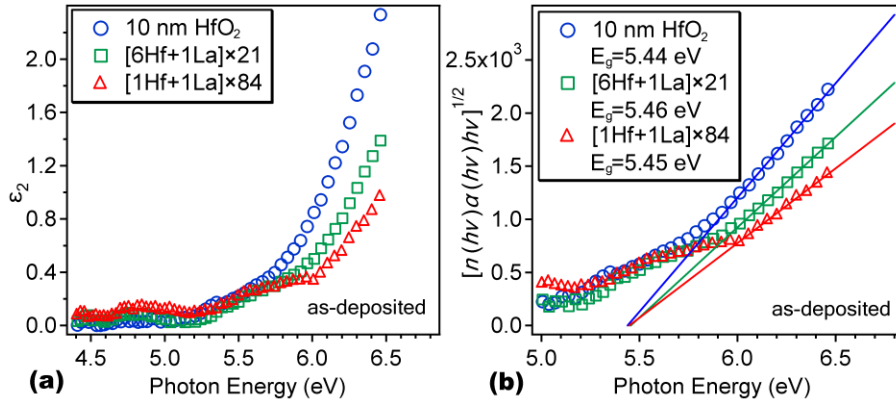 2.0
1.6
1.2
0.8
0.4
0.0
ε₂
10 nm HfO₂
[6Hf+1La]×21
[1Hf+1La]×84
as-deposited
4.5 5.0 5.5 6.0 6.5
(a) Photon Energy (eV)
2.5x10³
2.0
1.5
1.0
0.5
0.0
[n(hν)α(hν)hν]^1/2
10 nm HfO₂
E_g=5.44 eV
[6Hf+1La]×21
E_g=5.46 eV
[1Hf+1La]×84
E_g=5.45 eV
as-deposited
5.0 5.5 6.0 6.5
(b) Photon Energy (eV)